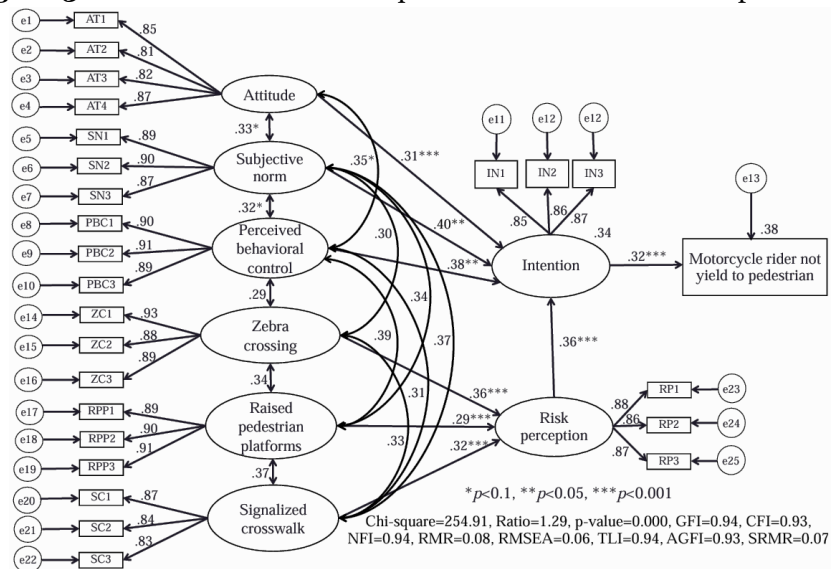 e1
AT1
.85
e2
AT2
.81
e3
AT3
.82
e4
AT4
.87
Attitude
.33*
e5
SN1
.89
e6
SN2
.90
e7
SN3
.87
Subjective
norm
.35*
.32*
e8
PBC1
.90
e9
PBC2
.91
e10
PBC3
.89
Perceived
behavioral
control
.30
.29
e14
ZC1
.93
e15
ZC2
.88
e16
ZC3
.89
Zebra
crossing
.34
.39
.34
.37
.31
e17
RPP1
.89
e18
RPP2
.90
e19
RPP3
.91
Raised
pedestrian
platforms
.33
.37
e20
SC1
.87
e21
SC2
.84
e22
SC3
.83
Signalized
crosswalk
.31***
.40**
.38**
e11
e12
e12
IN1
IN2
IN3
.85
.86
.87
.34
Intention
.32***
e13
.38
Motorcycle rider not
yield to pedestrian
.36***
.36***
.29***
.32***
Risk
perception
.88
RP1
e23
.86
RP2
e24
.87
RP3
e25
*p<0.1, **p<0.05, ***p<0.001
Chi-square=254.91, Ratio=1.29, p-value=0.000, GFI=0.94, CFI=0.93,
NFI=0.94, RMR=0.08, RMSEA=0.06, TLI=0.94, AGFI=0.93, SRMR=0.07